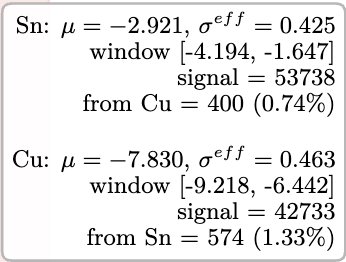 Sn: μ = −2.921, σ^eff = 0.425
window [-4.194, -1.647]
signal = 53738
from Cu = 400 (0.74%)
Cu: μ = −7.830, σ^eff = 0.463
window [-9.218, -6.442]
signal = 42733
from Sn = 574 (1.33%)